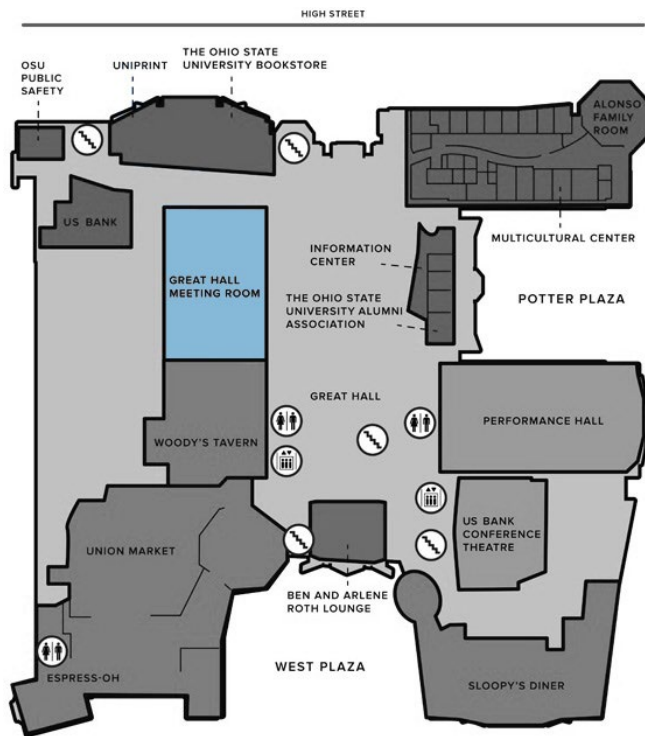 HIGH STREET
OSU
PUBLIC
SAFETY
UNIPRINT
THE OHIO STATE
UNIVERSITY BOOKSTORE
ALONSO
FAMILY
ROOM
US BANK
MULTICULTURAL CENTER
INFORMATION
CENTER
GREAT HALL
MEETING ROOM
THE OHIO STATE
UNIVERSITY ALUMNI
ASSOCIATION
POTTER PLAZA
GREAT HALL
PERFORMANCE HALL
WOODY'S TAVERN
US BANK
CONFERENCE
THEATRE
UNION MARKET
BEN AND ARLENE
ROTH LOUNGE
WEST PLAZA
ESPRESS-OH
SLOOPY'S DINER